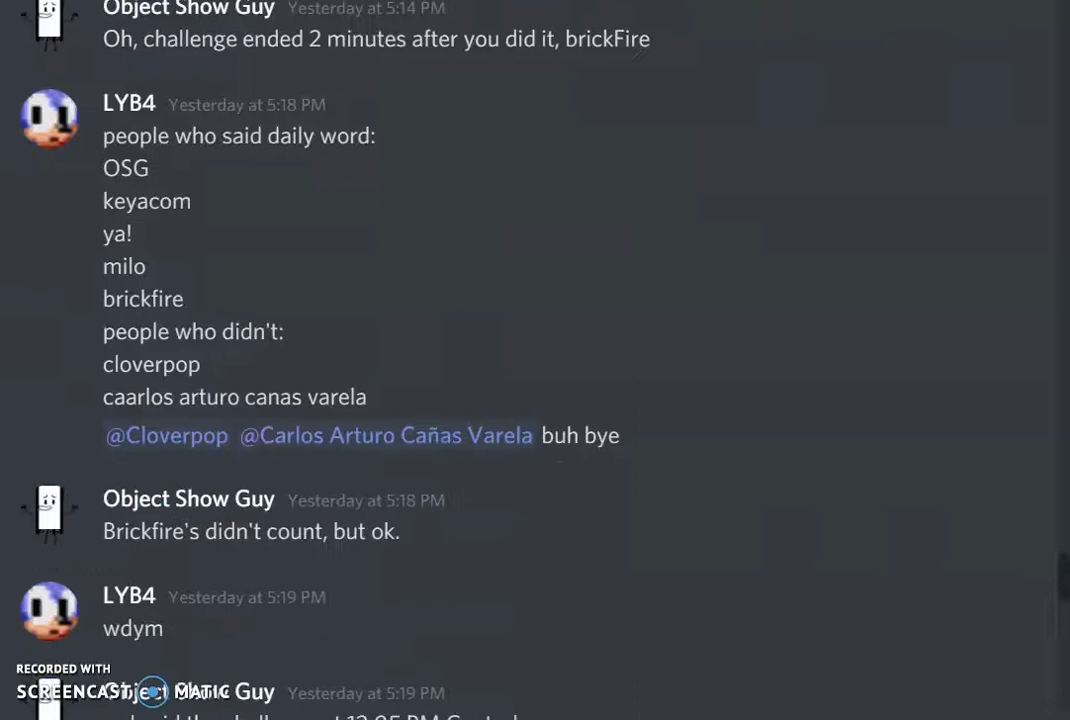 Object Show Guy Yesterday at 5:14 PM
Oh, challenge ended 2 minutes after you did it, brickFire
LYB4 Yesterday at 5:18 PM
people who said daily word:
OSG
keyacom
ya!
milo
brickfire
people who didn't:
cloverpop
caarlos arturo canas varela
@Cloverpop @Carlos Arturo Cañas Varela buh bye
Object Show Guy Yesterday at 5:18 PM
Brickfire's didn't count, but ok.
LYB4 Yesterday at 5:19 PM
wdym
RECORDED WITH
SCREENCAST MATIC
Object Show Guy Yesterday at 5:19 PM